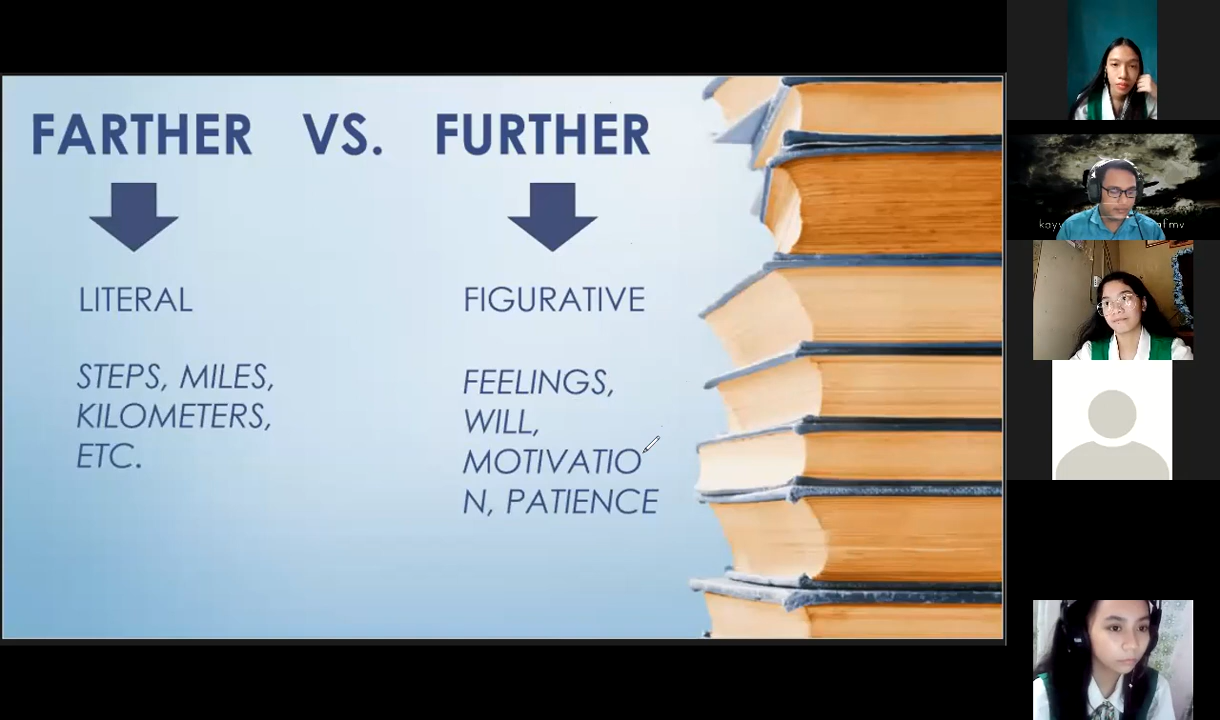 FARTHER VS. FURTHER
LITERAL
STEPS, MILES,
KILOMETERS,
ETC.
FIGURATIVE
FEELINGS,
WILL,
MOTIVATIO
N, PATIENCE